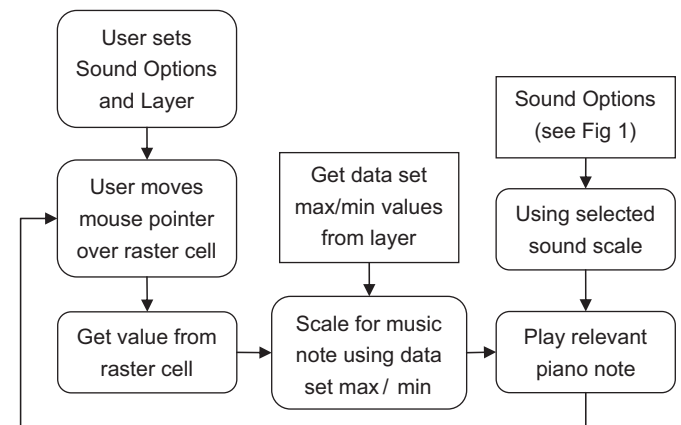 User sets
Sound Options
and Layer
User moves
mouse pointer
over raster cell
Get value from
raster cell
Get data set
max/min values
from layer
Scale for music
note using data
set max / min
Sound Options
(see Fig 1)
Using selected
sound scale
Play relevant
piano note